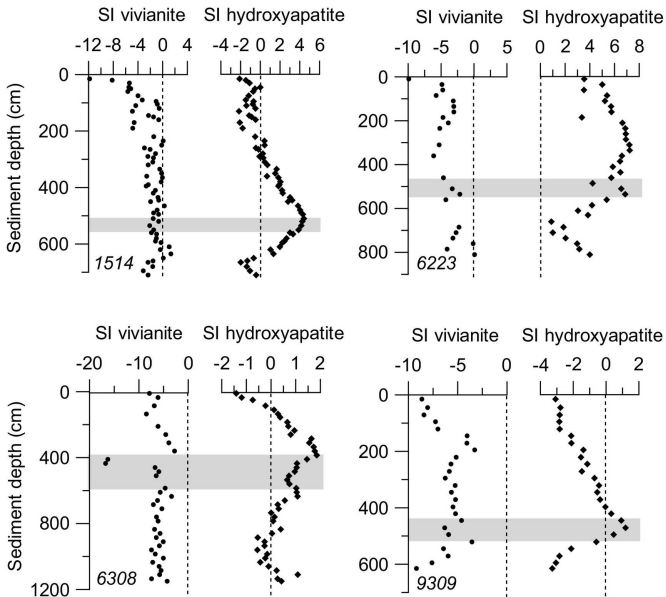 SI vivianite SI hydroxyapatite SI vivianite SI hydroxyapatite
-12 -8 -4 0 4 -6 -4 -2 0 2 4 6 -10 -5 0 5 0 2 4 6 8
0 200 400 600
Sediment depth (cm)
1514
0 200 400 600 800
6223
SI vivianite SI hydroxyapatite SI vivianite SI hydroxyapatite
-20 -10 0 -2 -1 0 1 2 -10 -5 0 -4 -2 0 2
0 400 800 1200
Sediment depth (cm)
6308
0 200 400 600
9309